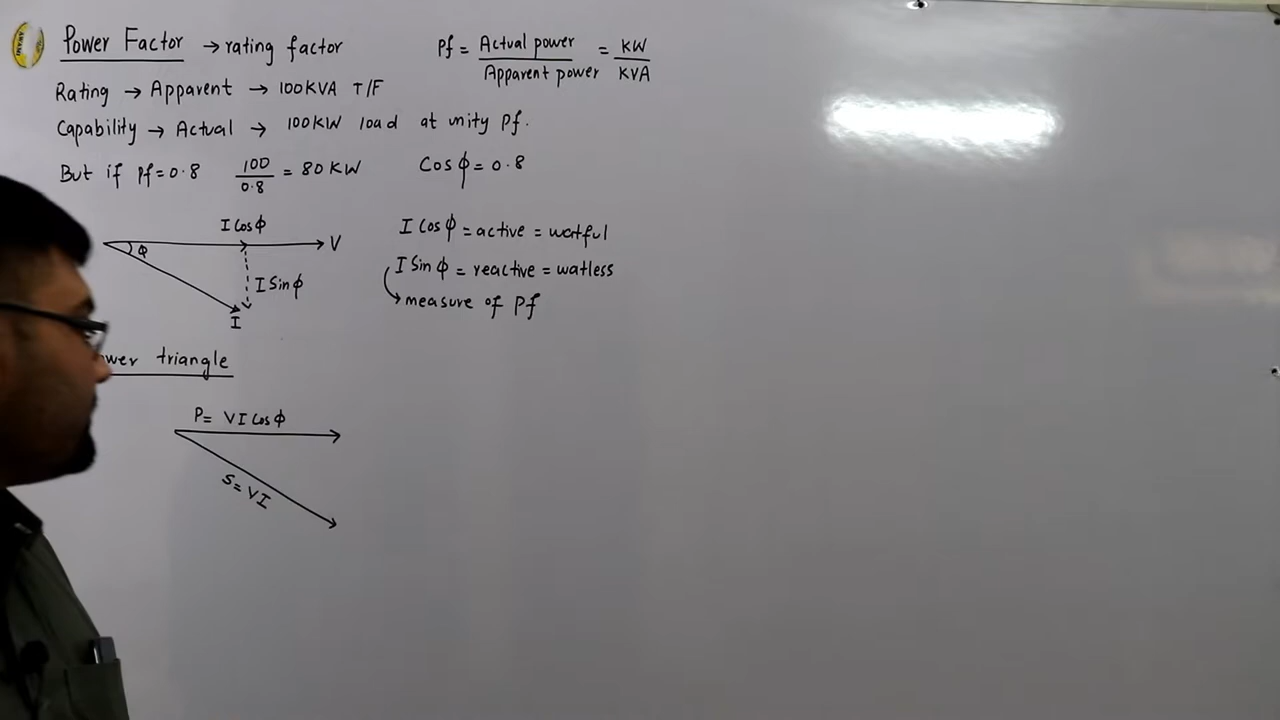 Power Factor → rating factor
Pf = Actual power / Apparent power = KW / KVA
Rating → Apparent → 100KVA T/F
Capability → Actual → 100KW load at unity Pf.
But if Pf=0.8 100/0.8 = 80 KW Cos ϕ = 0.8
I Cos ϕ
ϕ
V
I Sin ϕ
I
I Cos ϕ = active = watful
I Sin ϕ = reactive = watless
→ measure of Pf
ower triangle
P= VI Cos ϕ
S= VI